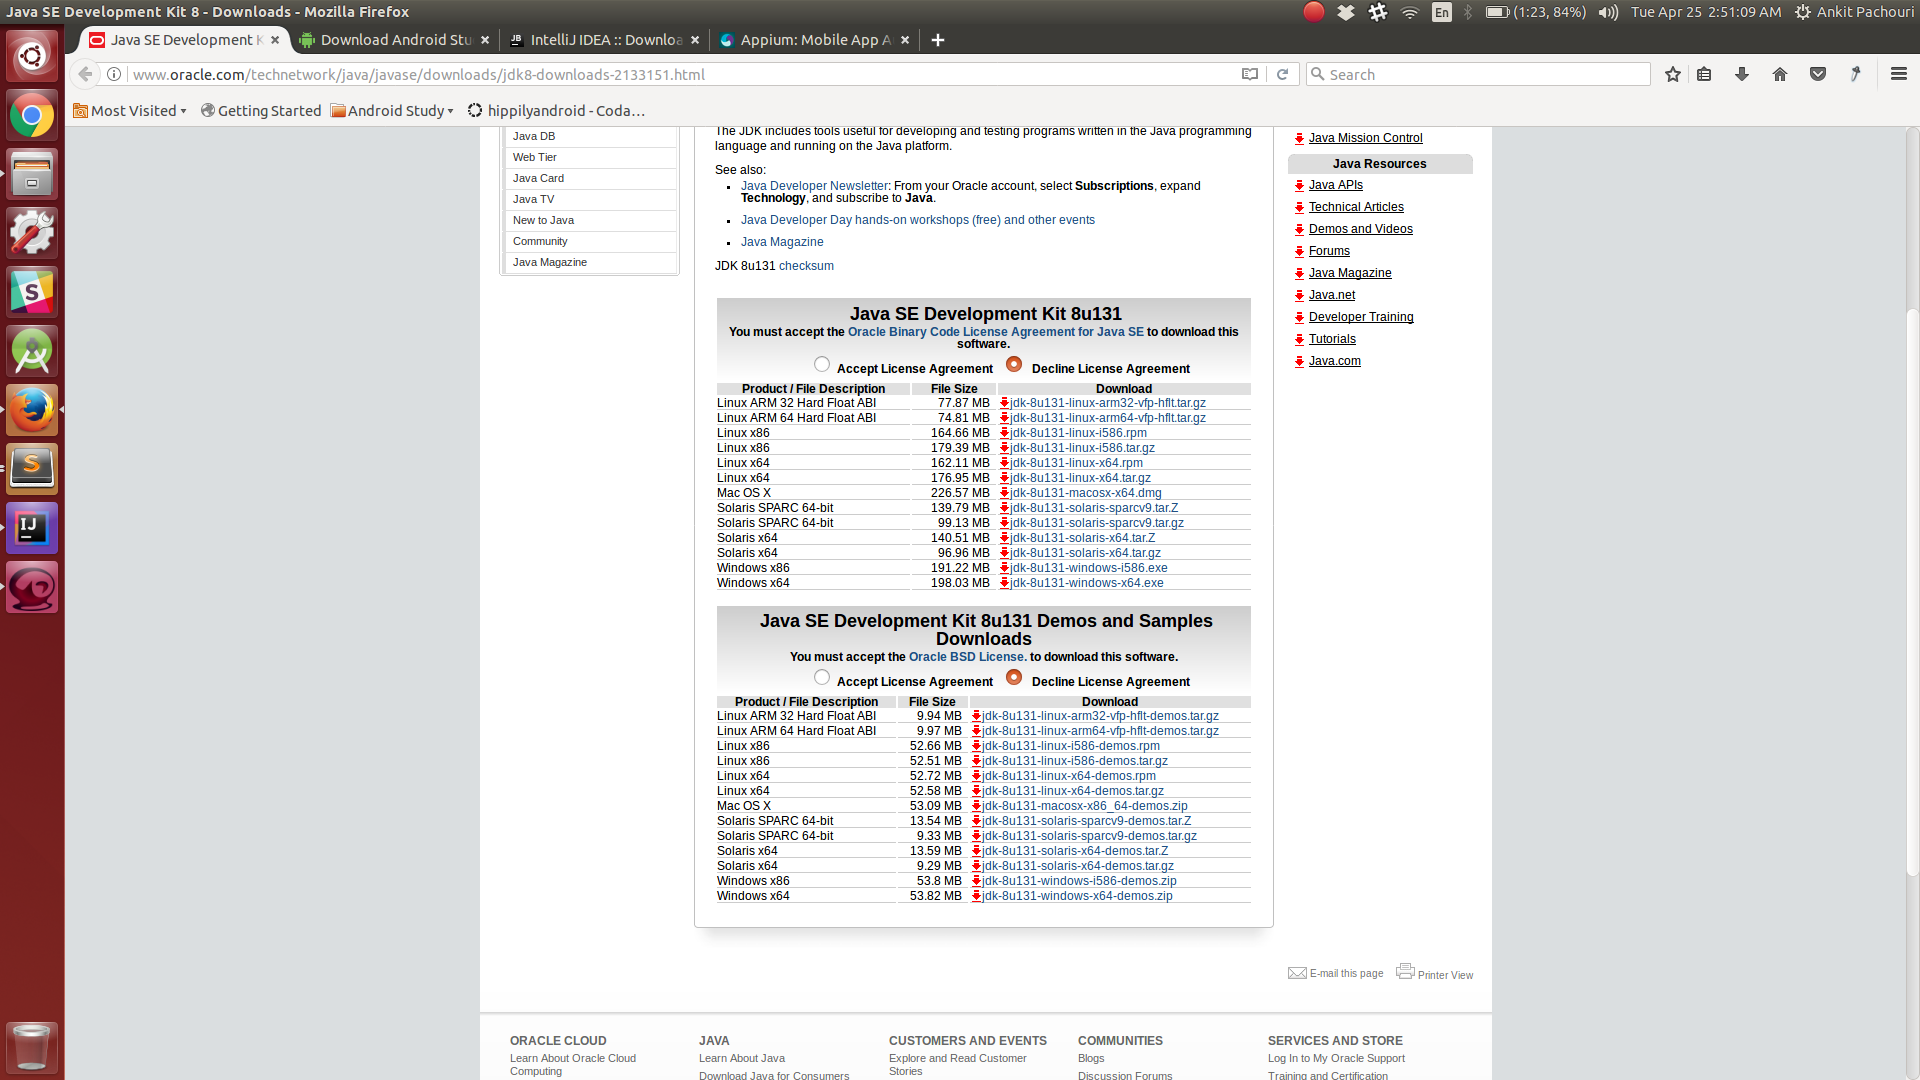 Java SE Development Kit 8 - Downloads - Mozilla Firefox
En
(1:23, 84%)
Tue Apr 25 2:51:09 AM
Ankit Pachouri
Java SE Development K
Download Android Stu
IntelliJ IDEA :: Downloa
Appium: Mobile App A
www.oracle.com/technetwork/java/javase/downloads/jdk8-downloads-2133151.html
Search
Most Visited
Getting Started
Android Study
hippilyandroid - Coda…
Java DB
Web Tier
Java Card
Java TV
New to Java
Community
Java Magazine
The JDK includes tools useful for developing and testing programs written in the Java programming
language and running on the Java platform.
See also:
Java Developer Newsletter: From your Oracle account, select Subscriptions, expand
Technology, and subscribe to Java.
Java Developer Day hands-on workshops (free) and other events
Java Magazine
JDK 8u131 checksum
Java SE Development Kit 8u131
You must accept the Oracle Binary Code License Agreement for Java SE to download this
software.
Accept License Agreement Decline License Agreement
Product / File Description File Size Download
Linux ARM 32 Hard Float ABI 77.87 MB jdk-8u131-linux-arm32-vfp-hflt.tar.gz
Linux ARM 64 Hard Float ABI 74.81 MB jdk-8u131-linux-arm64-vfp-hflt.tar.gz
Linux x86 164.66 MB jdk-8u131-linux-i586.rpm
Linux x86 179.39 MB jdk-8u131-linux-i586.tar.gz
Linux x64 162.11 MB jdk-8u131-linux-x64.rpm
Linux x64 176.95 MB jdk-8u131-linux-x64.tar.gz
Mac OS X 226.57 MB jdk-8u131-macosx-x64.dmg
Solaris SPARC 64-bit 139.79 MB jdk-8u131-solaris-sparcv9.tar.Z
Solaris SPARC 64-bit 99.13 MB jdk-8u131-solaris-sparcv9.tar.gz
Solaris x64 140.51 MB jdk-8u131-solaris-x64.tar.Z
Solaris x64 96.96 MB jdk-8u131-solaris-x64.tar.gz
Windows x86 191.22 MB jdk-8u131-windows-i586.exe
Windows x64 198.03 MB jdk-8u131-windows-x64.exe
Java SE Development Kit 8u131 Demos and Samples
Downloads
You must accept the Oracle BSD License. to download this software.
Accept License Agreement Decline License Agreement
Product / File Description File Size Download
Linux ARM 32 Hard Float ABI 9.94 MB jdk-8u131-linux-arm32-vfp-hflt-demos.tar.gz
Linux ARM 64 Hard Float ABI 9.97 MB jdk-8u131-linux-arm64-vfp-hflt-demos.tar.gz
Linux x86 52.66 MB jdk-8u131-linux-i586-demos.rpm
Linux x86 52.51 MB jdk-8u131-linux-i586-demos.tar.gz
Linux x64 52.72 MB jdk-8u131-linux-x64-demos.rpm
Linux x64 52.58 MB jdk-8u131-linux-x64-demos.tar.gz
Mac OS X 53.09 MB jdk-8u131-macosx-x86_64-demos.zip
Solaris SPARC 64-bit 13.54 MB jdk-8u131-solaris-sparcv9-demos.tar.Z
Solaris SPARC 64-bit 9.33 MB jdk-8u131-solaris-sparcv9-demos.tar.gz
Solaris x64 13.59 MB jdk-8u131-solaris-x64-demos.tar.Z
Solaris x64 9.29 MB jdk-8u131-solaris-x64-demos.tar.gz
Windows x86 53.8 MB jdk-8u131-windows-i586-demos.zip
Windows x64 53.82 MB jdk-8u131-windows-x64-demos.zip
Java Mission Control
Java Resources
Java APIs
Technical Articles
Demos and Videos
Forums
Java Magazine
Java.net
Developer Training
Tutorials
Java.com
E-mail this page
Printer View
ORACLE CLOUD
Learn About Oracle Cloud
Computing
JAVA
Learn About Java
Download Java for Consumers
CUSTOMERS AND EVENTS
Explore and Read Customer
Stories
COMMUNITIES
Blogs
Discussion Forums
SERVICES AND STORE
Log In to My Oracle Support
Training and Certification